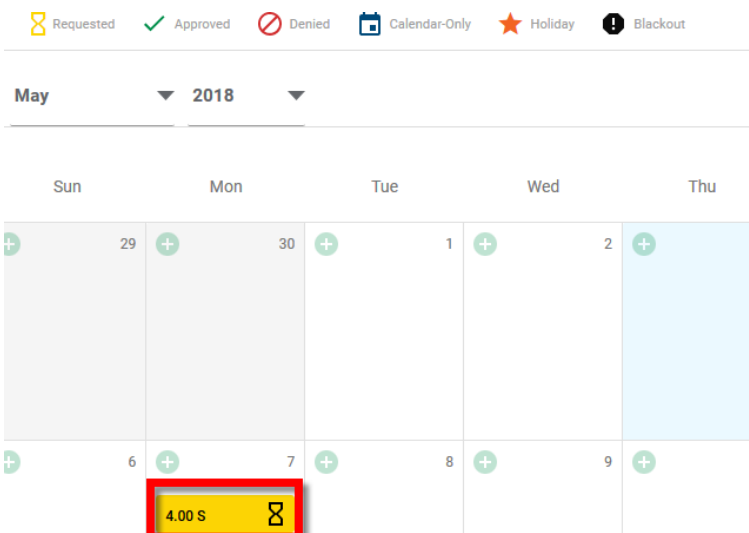 Requested Approved Denied Calendar-Only Holiday Blackout
May 2018
Sun Mon Tue Wed Thu
29 30 1 2
6 7 8 9
4.00 S